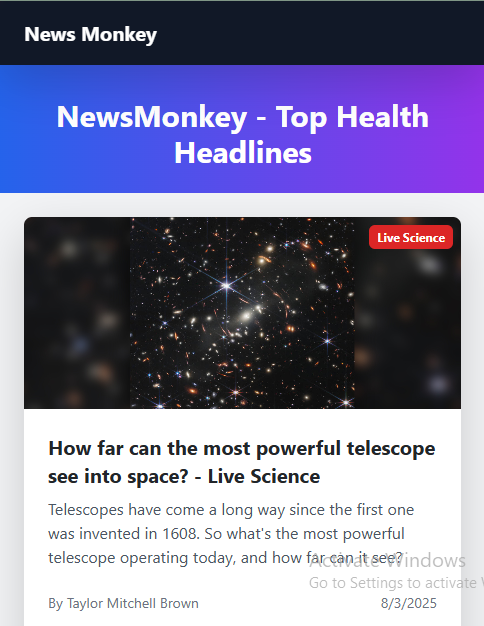 News Monkey
NewsMonkey - Top Health
Headlines
Live Science
How far can the most powerful telescope
see into space? - Live Science
Telescopes have come a long way since the first one
was invented in 1608. So what's the most powerful
telescope operating today, and how far can it see?
Activate Windows
Go to Settings to activate W
By Taylor Mitchell Brown
8/3/2025